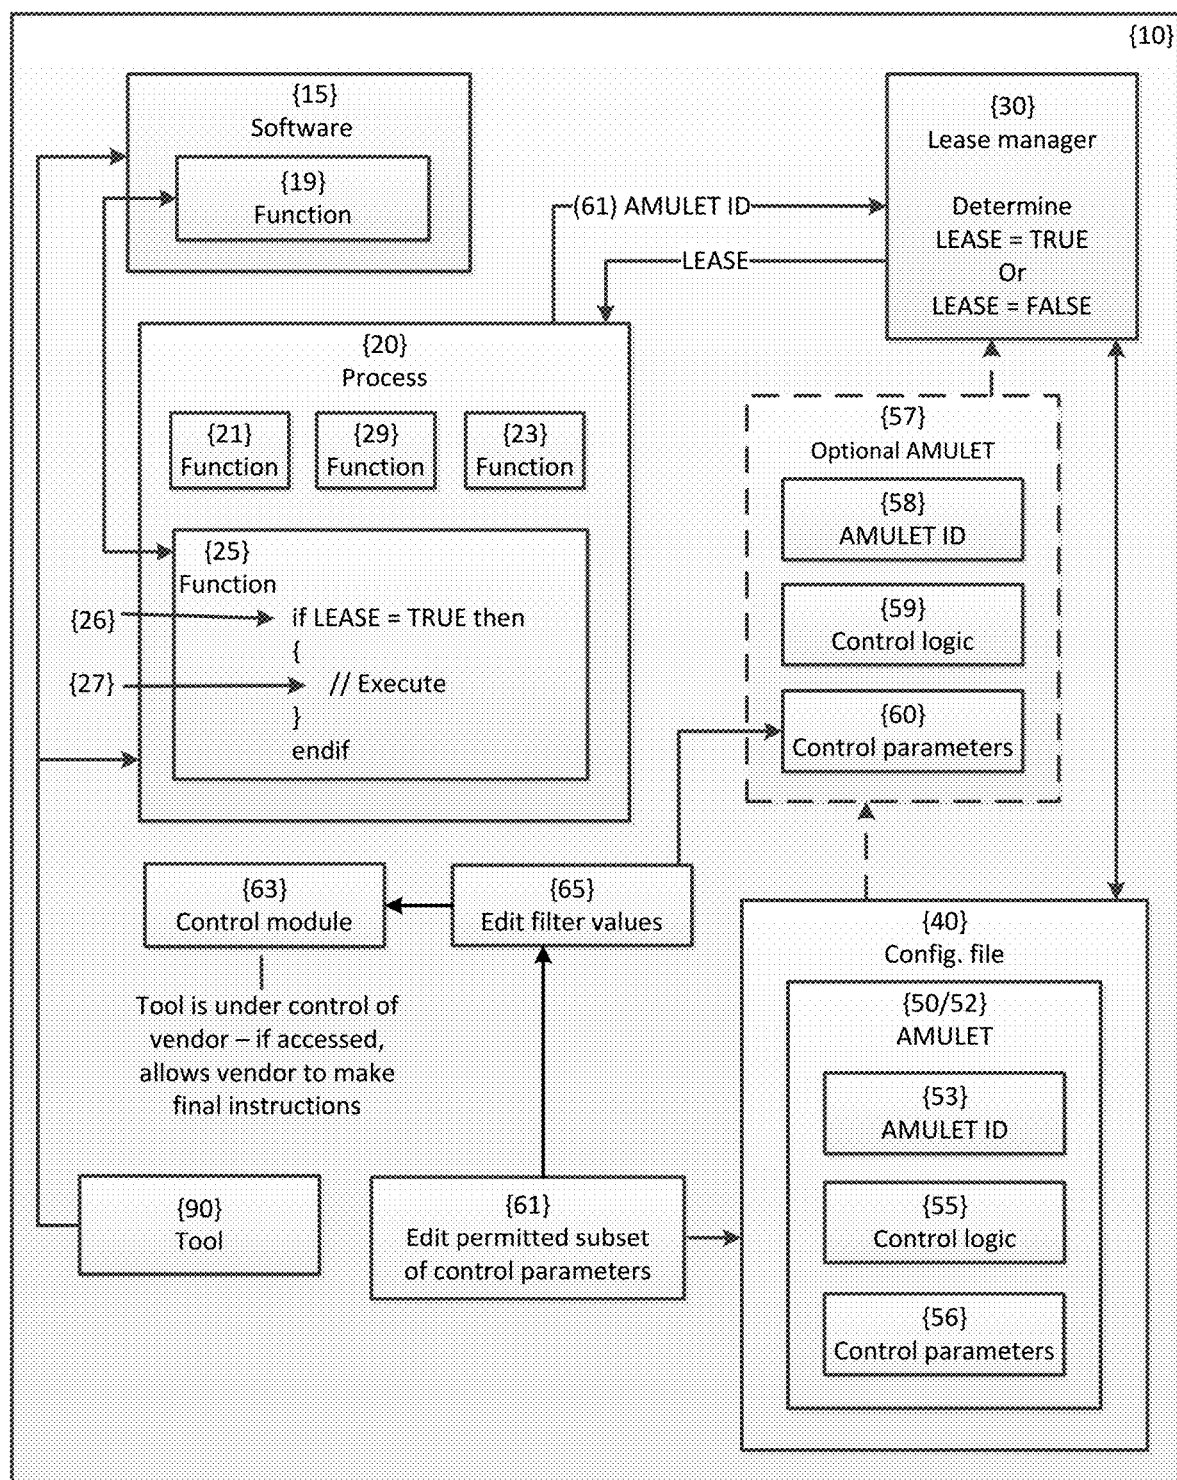 {10}
{15}
Software
{19}
Function
{30}
Lease manager
Determine
LEASE = TRUE
Or
LEASE = FALSE
(61) AMULET ID
LEASE
{20}
Process
{21}
Function
{29}
Function
{23}
Function
{25}
Function
{26}
if LEASE = TRUE then
{
{27}
// Execute
}
endif
{57}
Optional AMULET
{58}
AMULET ID
{59}
Control logic
{60}
Control parameters
{63}
Control module
{65}
Edit filter values
Tool is under control of
vendor – if accessed,
allows vendor to make
final instructions
{40}
Config. file
{50/52}
AMULET
{53}
AMULET ID
{55}
Control logic
{56}
Control parameters
{90}
Tool
{61}
Edit permitted subset
of control parameters